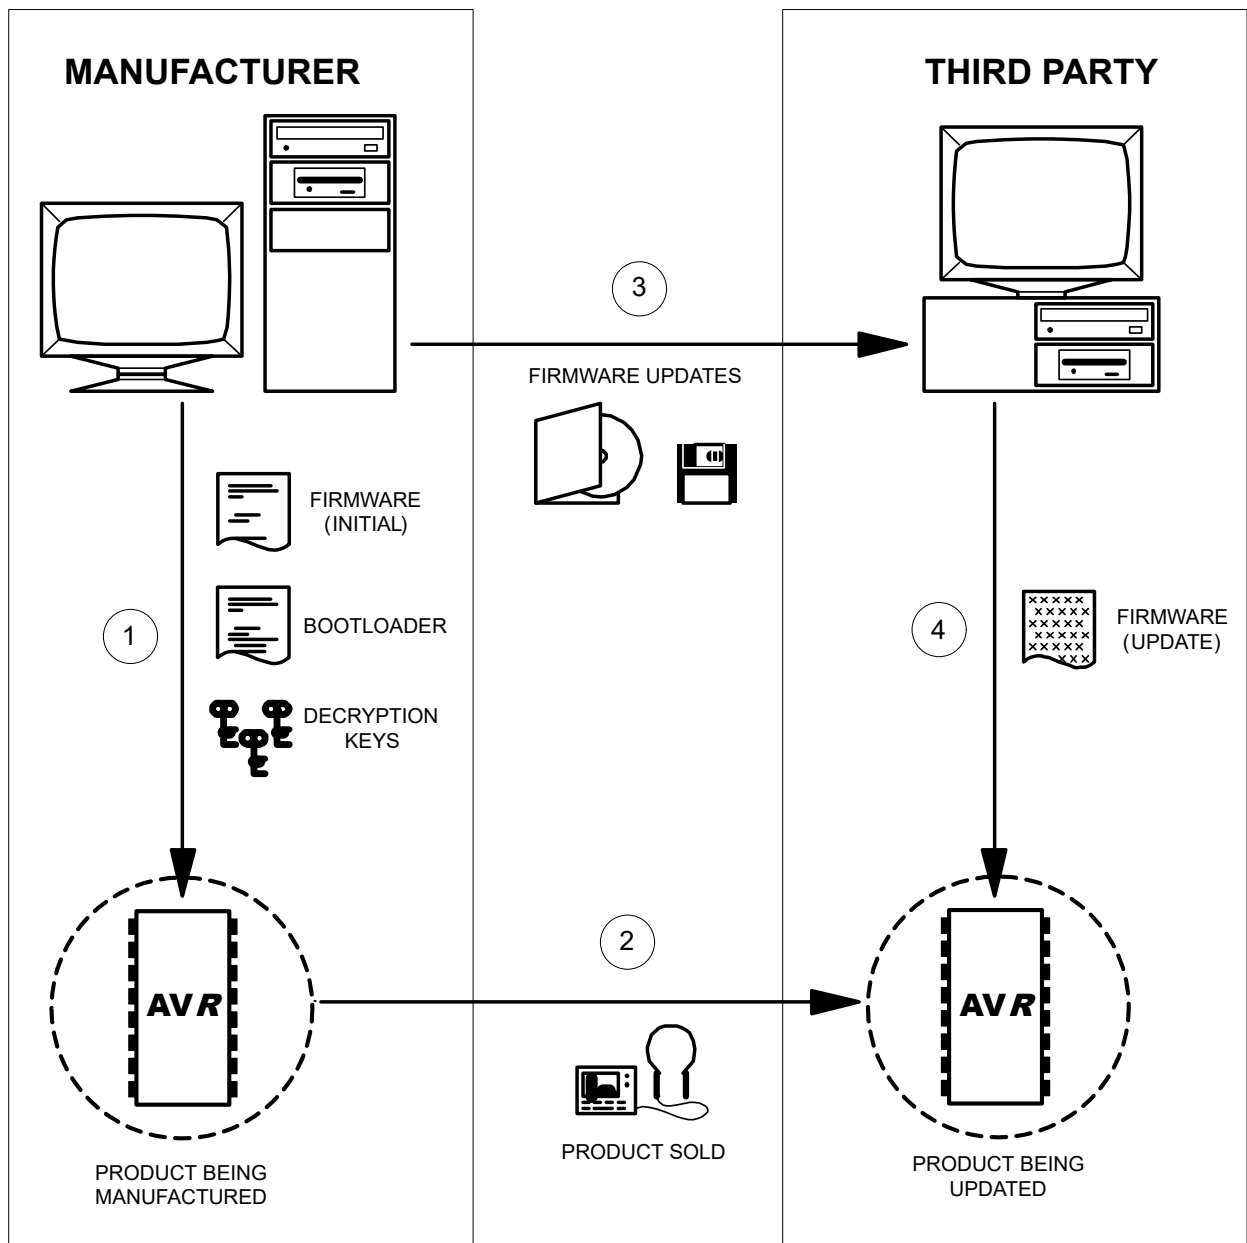 MANUFACTURER
THIRD PARTY
3
FIRMWARE UPDATES
FIRMWARE
(INITIAL)
1
BOOTLOADER
DECRYPTION
KEYS
4
FIRMWARE
(UPDATE)
AVR
2
AVR
PRODUCT SOLD
PRODUCT BEING
MANUFACTURED
PRODUCT BEING
UPDATED